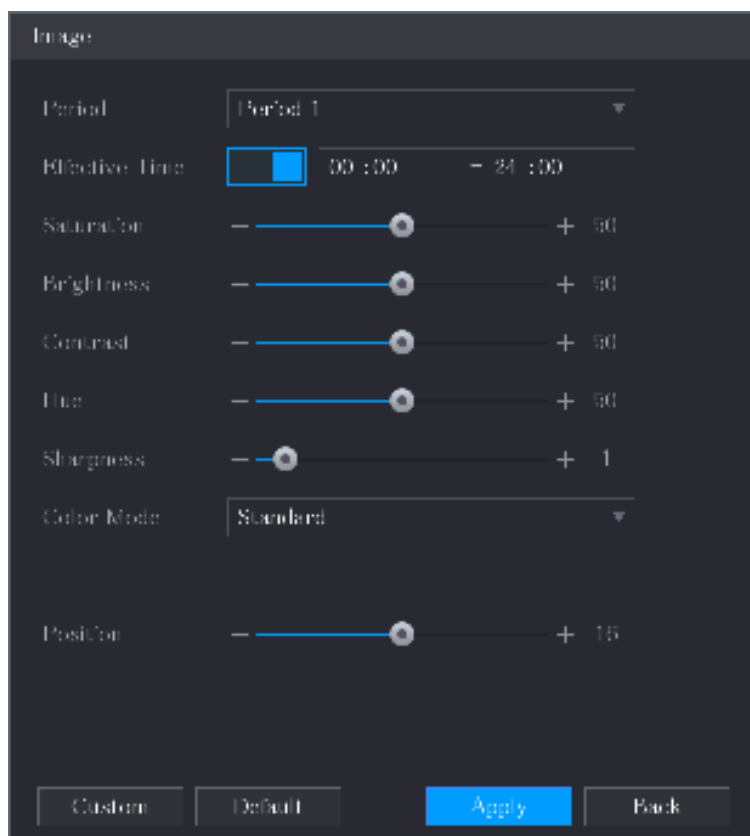 Image
Period Period 1
Effective Time 00 :00 - 24 :00
Saturation 50
Brightness 50
Contrast 50
Hue 50
Sharpness 1
Color Mode Standard
Position 16
Custom Default Apply Back